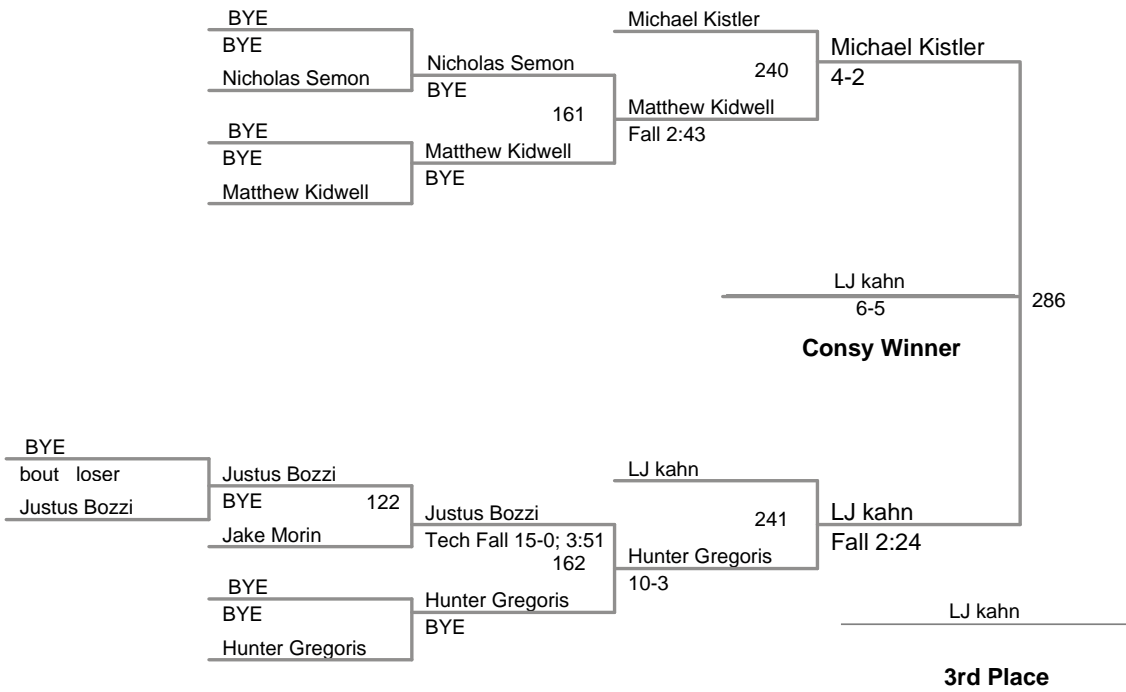 BYE
BYE
Nicholas Semon
Nicholas Semon
BYE
161
BYE
BYE
Matthew Kidwell
Matthew Kidwell
BYE
Michael Kistler
240
Matthew Kidwell
Fall 2:43
Michael Kistler
4-2
LJ kahn
6-5
286
Consy Winner
BYE
bout loser
Justus Bozzi
Justus Bozzi
BYE
122
Jake Morin
Justus Bozzi
Tech Fall 15-0; 3:51
162
BYE
BYE
Hunter Gregoris
Hunter Gregoris
BYE
LJ kahn
241
Hunter Gregoris
10-3
LJ kahn
Fall 2:24
LJ kahn
3rd Place